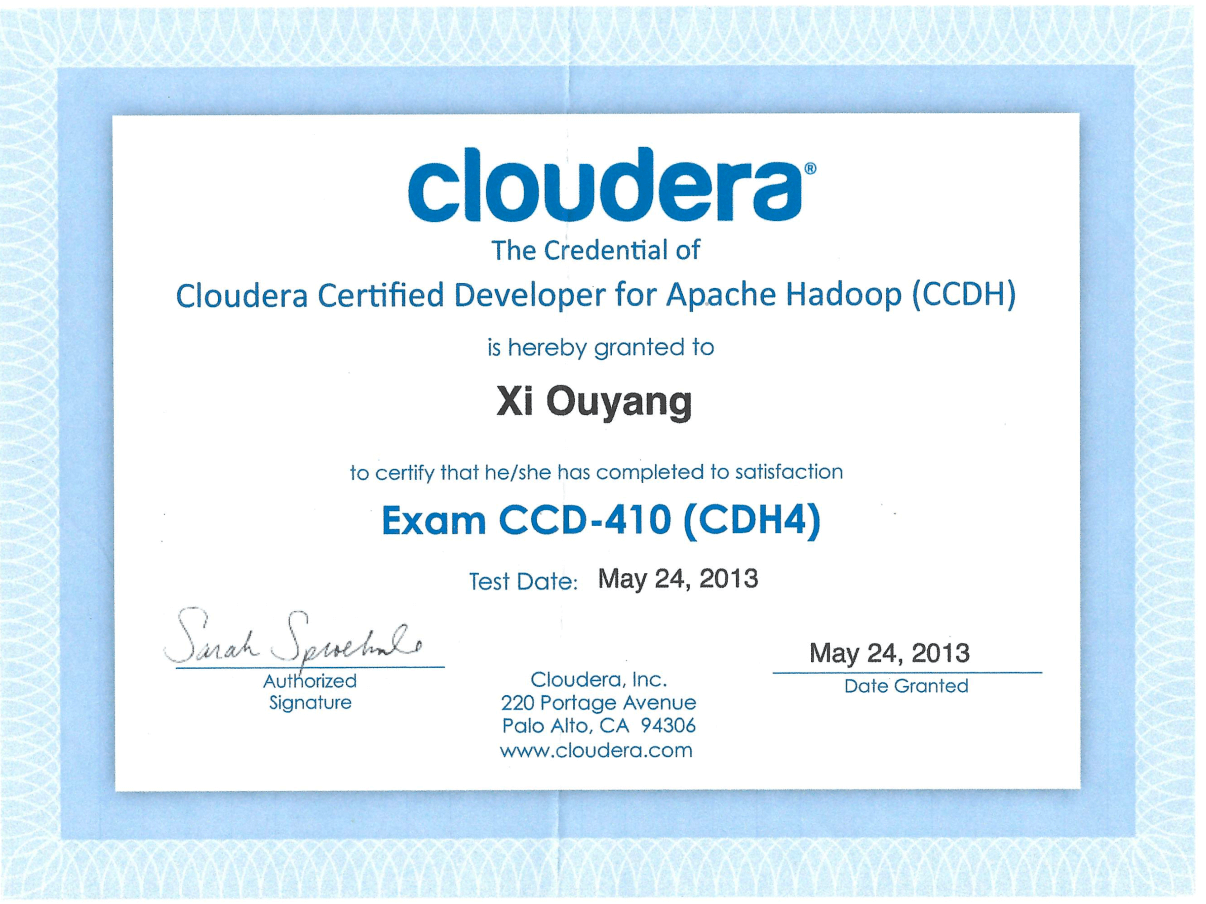 cloudera®
The Credential of
Cloudera Certified Developer for Apache Hadoop (CCDH)
is hereby granted to
Xi Ouyang
to certify that he/she has completed to satisfaction
Exam CCD-410 (CDH4)
Test Date: May 24, 2013
Sarah
Authorized
Signature
Cloudera, Inc.
220 Portage Avenue
Palo Alto, CA 94306
www.cloudera.com
May 24, 2013
Date Granted